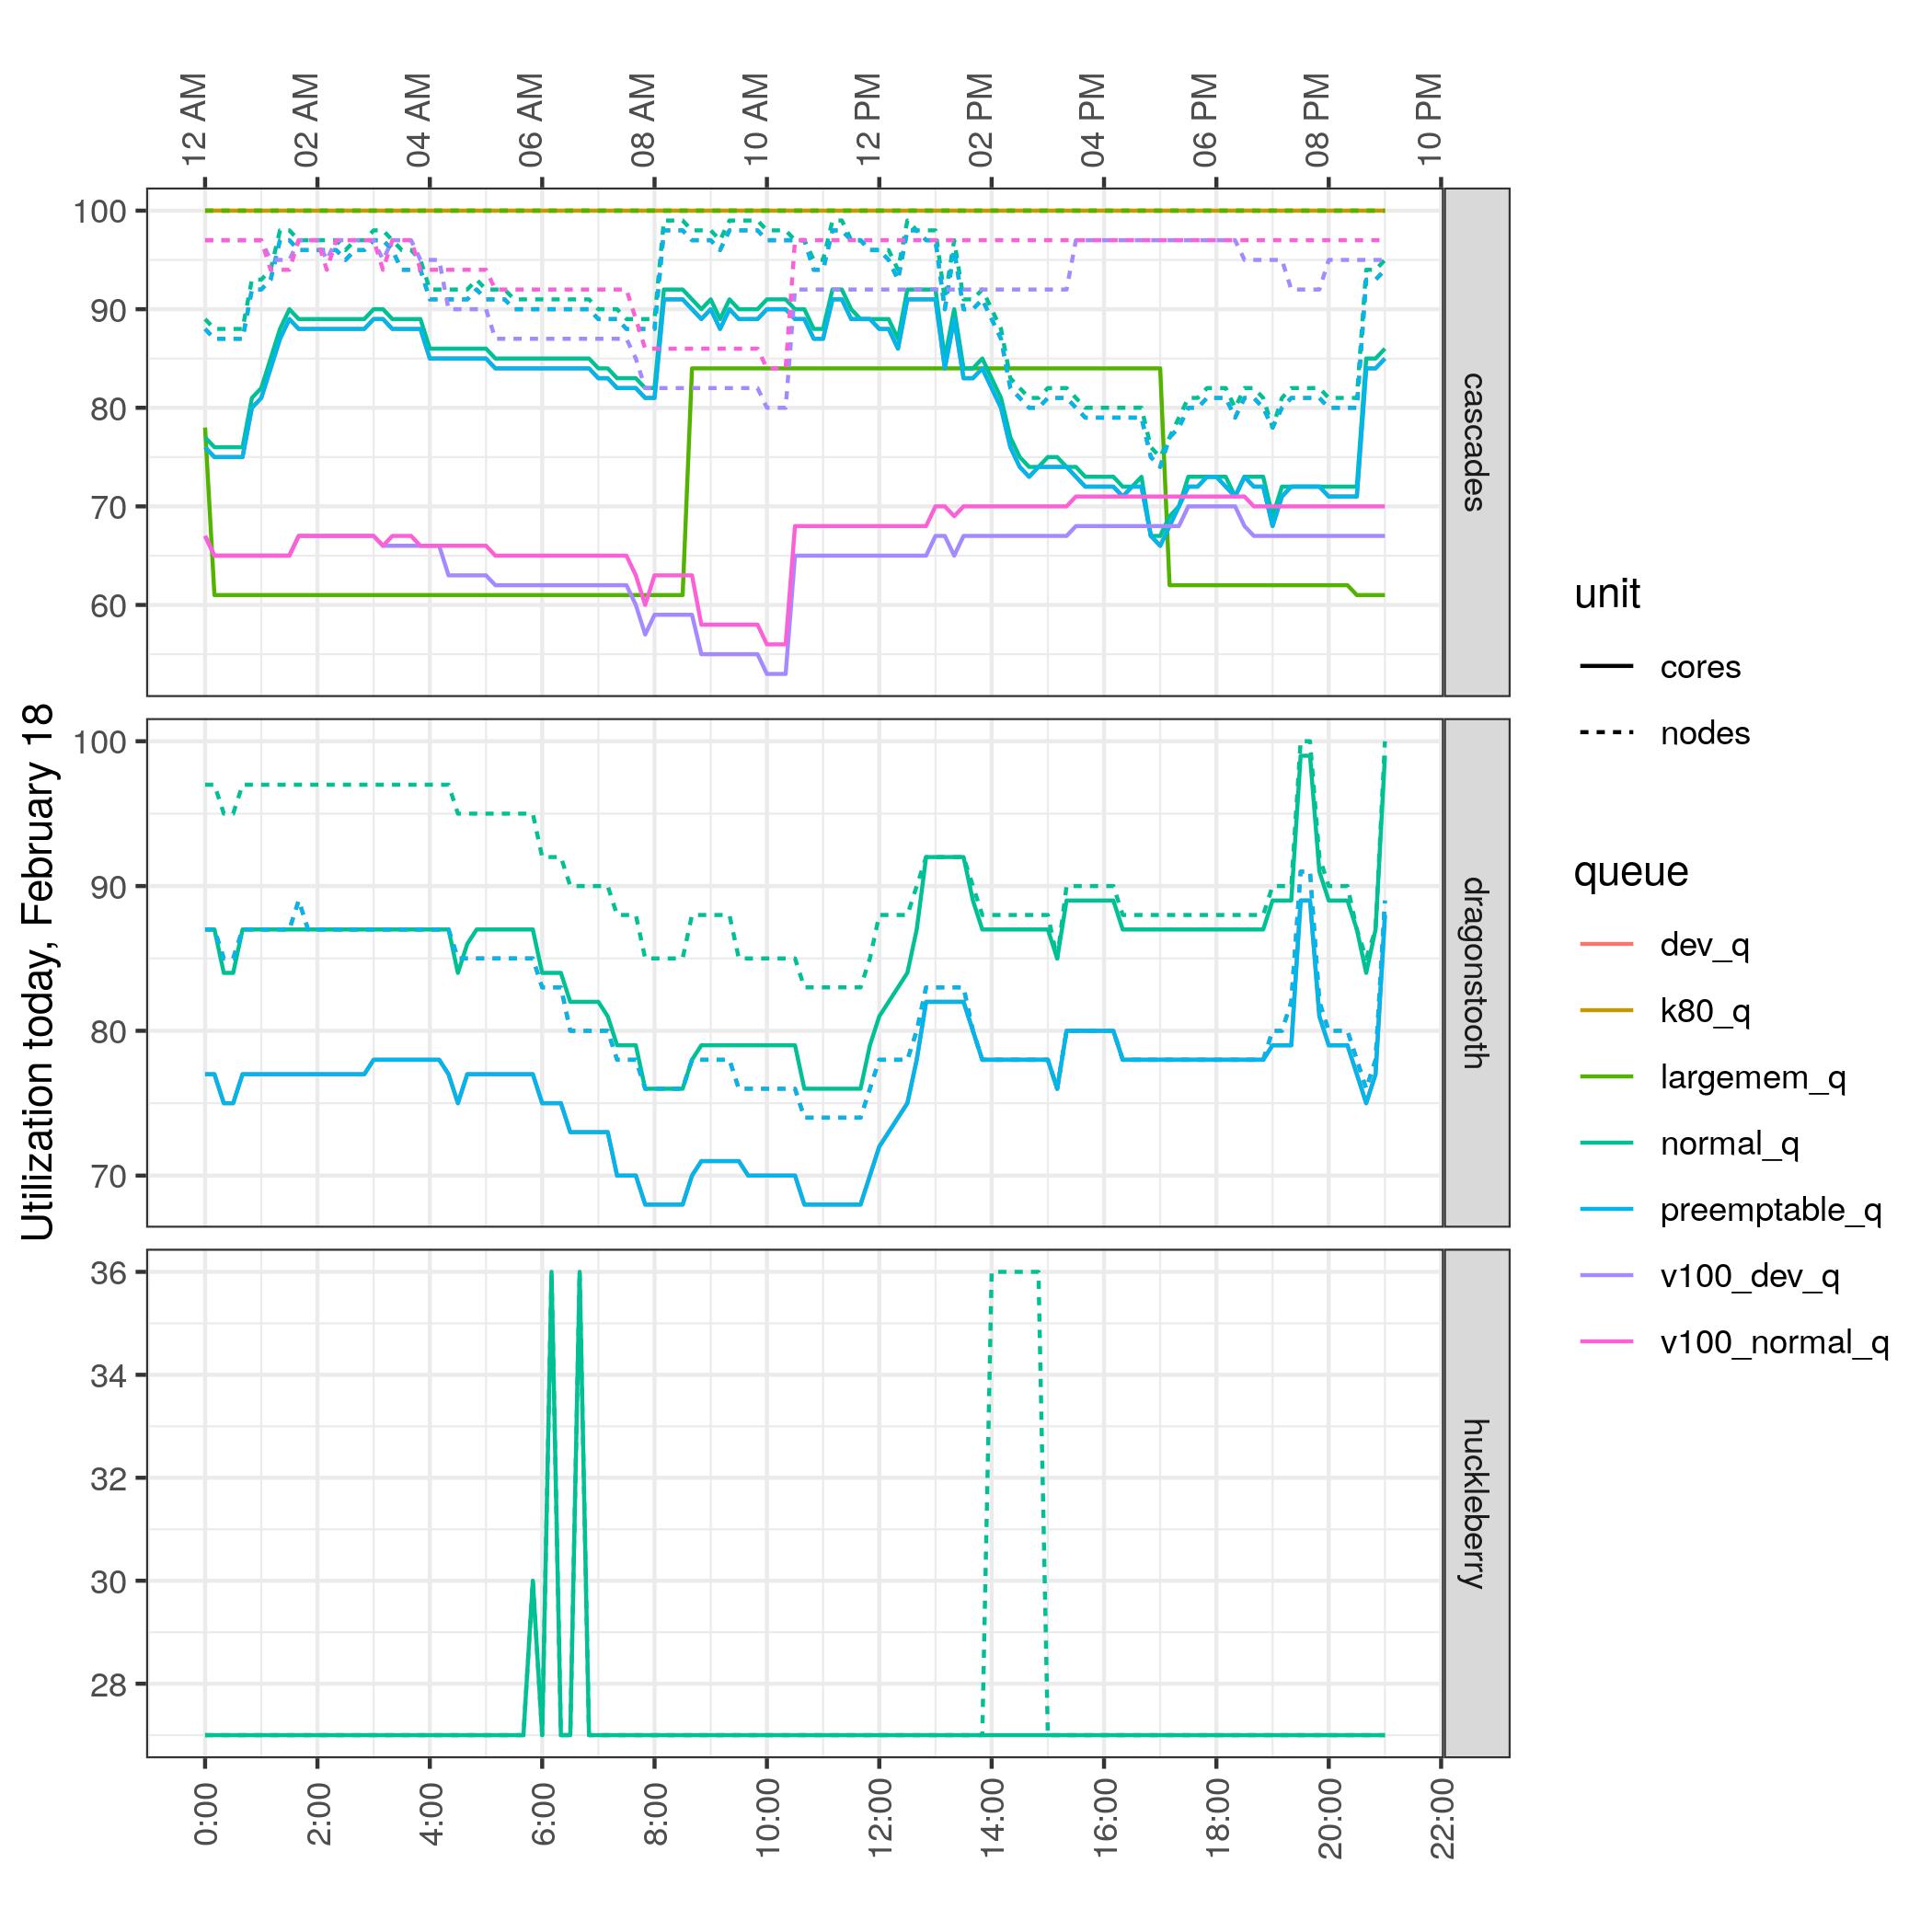 12 AM
02 AM
04 AM
06 AM
08 AM
10 AM
12 PM
02 PM
04 PM
06 PM
08 PM
10 PM
Utilization today, February 18
100
90
80
70
60
cascades
100
90
80
70
dragonstooth
36
34
32
30
28
huckleberry
0:00
2:00
4:00
6:00
8:00
10:00
12:00
14:00
16:00
18:00
20:00
22:00
unit
cores
nodes
queue
dev_q
k80_q
largemem_q
normal_q
preemptable_q
v100_dev_q
v100_normal_q